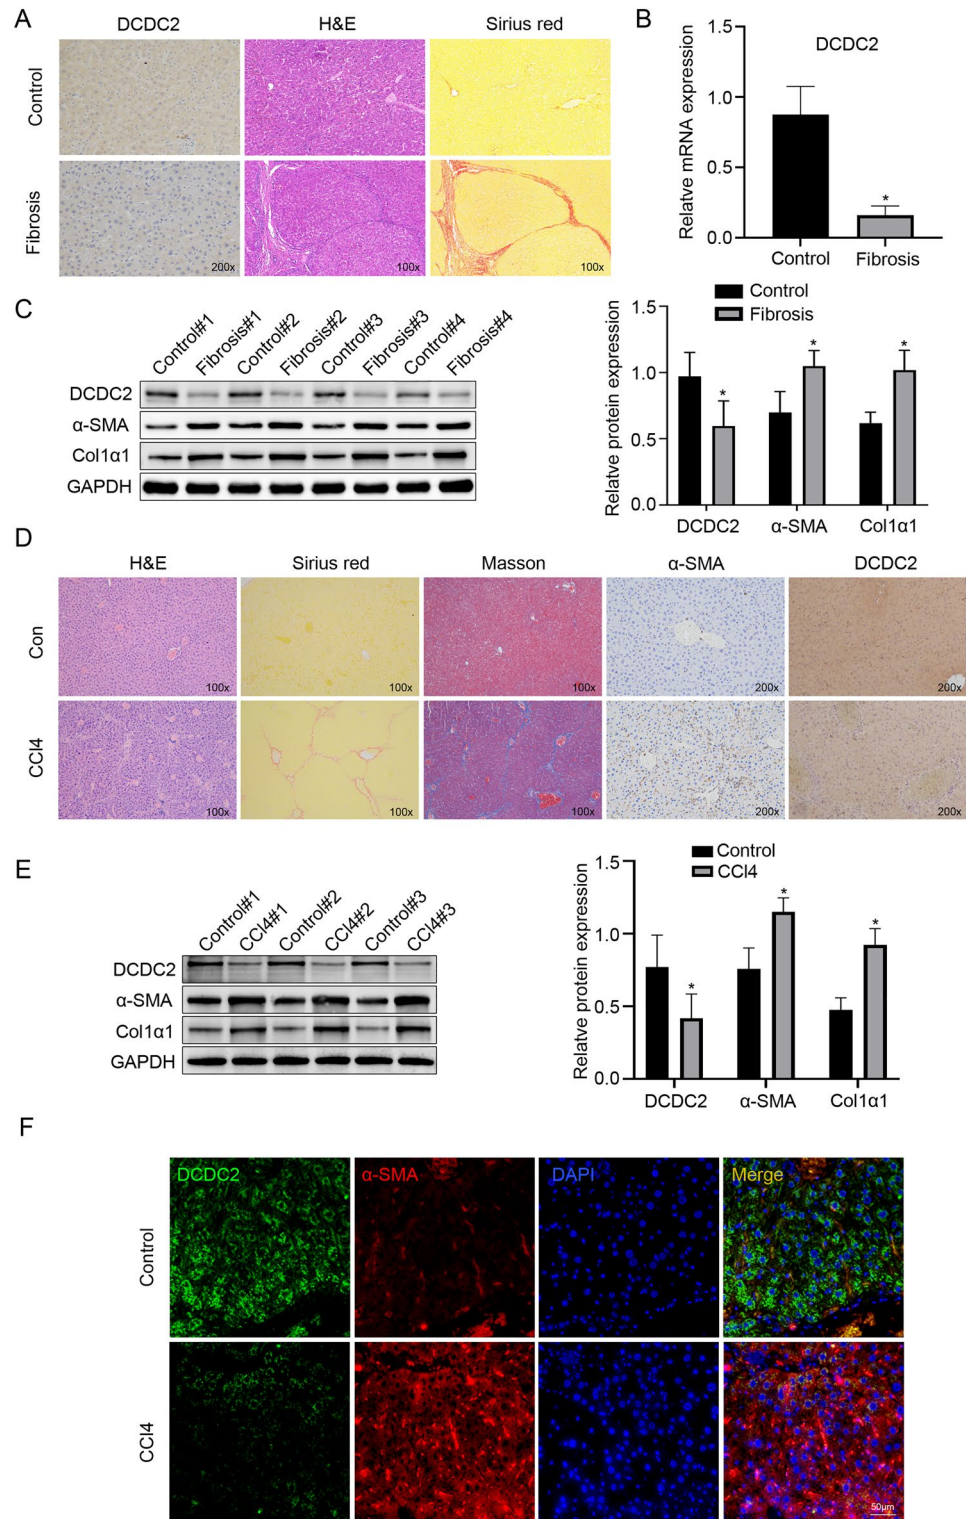 A
DCDC2
H&E
Sirius red
Control
Fibrosis
200x
100x
100x
B
DCDC2
Relatve mRNA expression
1.5
1.0
0.5
0.0
Control
Fibrosis
*
C
Control#1
Fibrosis#1
Control#2
Fibrosis#2
Control#3
Fibrosis#3
Control#4
Fibrosis#4
DCDC2
α-SMA
Col1α1
GAPDH
Control
Fibrosis
Relatve protein expression
1.5
1.0
0.5
0.0
*
*
*
DCDC2
α-SMA
Col1α1
D
H&E
Sirius red
Masson
α-SMA
DCDC2
Con
100x
100x
100x
200x
200x
CCl4
100x
100x
100x
200x
200x
E
Control#1
CCl4#1
Control#2
CCl4#2
Control#3
CCl4#3
DCDC2
α-SMA
Col1α1
GAPDH
Control
CCl4
Relatve protein expression
1.5
1.0
0.5
0.0
*
*
*
DCDC2
α-SMA
Col1α1
F
DCDC2
α-SMA
DAPI
Merge
Control
CCl4
50μm